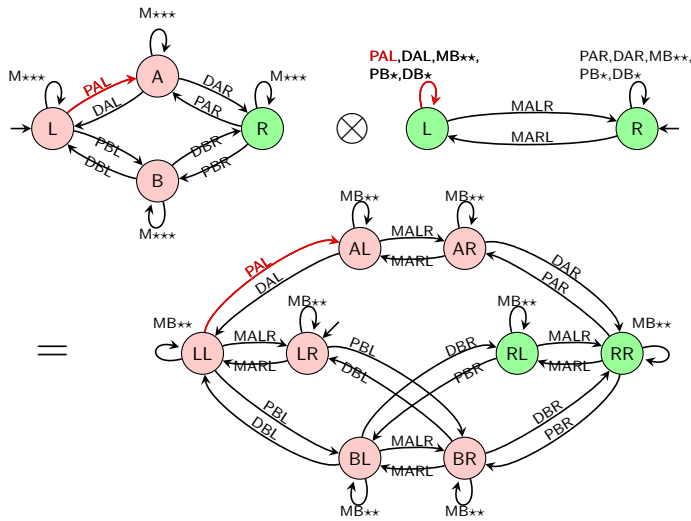 M⋆⋆⋆
PAL,DAL,MB⋆⋆,
PB⋆,DB⋆
PAR,DAR,MB⋆⋆,
PB⋆,DB⋆
M⋆⋆⋆
PAL
A
DAR
M⋆⋆⋆
DAL
PAR
L
R
⊗
L
MALR
R
MARL
PBL
DBR
DBL
PBR
B
M⋆⋆⋆
MB⋆⋆
MB⋆⋆
PAL
AL
MALR
AR
MARL
DAR
DAL
PAR
MB⋆⋆
MB⋆⋆
MB⋆⋆
MB⋆⋆
=
LL
MALR
LR
MARL
PBL
DBL
DBR
PBR
RL
MALR
RR
MARL
PBL
DBL
DBR
PBR
BL
MALR
BR
MARL
MB⋆⋆
MB⋆⋆